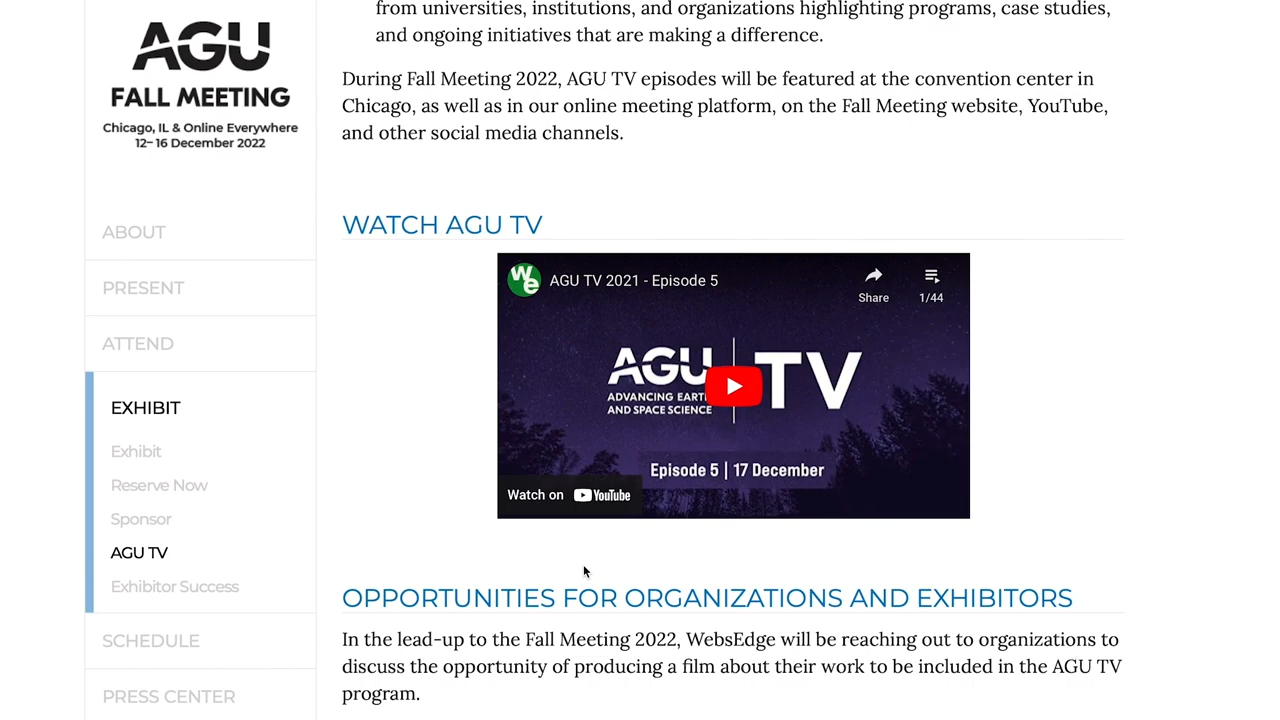 from universities, institutions, and organizations highlighting programs, case studies,
and ongoing initiatives that are making a difference.
During Fall Meeting 2022, AGU TV episodes will be featured at the convention center in
Chicago, as well as in our online meeting platform, on the Fall Meeting website, YouTube,
and other social media channels.
AGU
FALL MEETING
Chicago, IL & Online Everywhere
12–16 December 2022
ABOUT
PRESENT
ATTEND
EXHIBIT
Exhibit
Reserve Now
Sponsor
AGU TV
Exhibitor Success
SCHEDULE
PRESS CENTER
WATCH AGU TV
We
AGU TV 2021 - Episode 5
Share
1/44
AGU TV
ADVANCING EARTH
AND SPACE SCIENCE
Episode 5 | 17 December
Watch on YouTube
OPPORTUNITIES FOR ORGANIZATIONS AND EXHIBITORS
In the lead-up to the Fall Meeting 2022, WebsEdge will be reaching out to organizations to
discuss the opportunity of producing a film about their work to be included in the AGU TV
program.